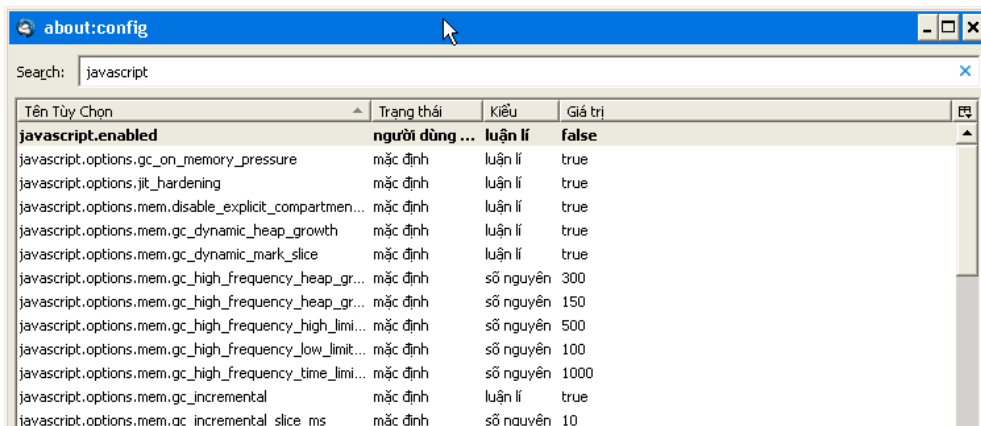 about:config
Search: javascript
Tên Tùy Chọn Trạng thái Kiểu Giá trị
javascript.enabled người dùng ... luận lí false
javascript.options.gc_on_memory_pressure mặc định luận lí true
javascript.options.jit_hardening mặc định luận lí true
javascript.options.mem.disable_explicit_compartmen... mặc định luận lí true
javascript.options.mem.gc_dynamic_heap_growth mặc định luận lí true
javascript.options.mem.gc_dynamic_mark_slice mặc định luận lí true
javascript.options.mem.gc_high_frequency_heap_gr... mặc định số nguyên 300
javascript.options.mem.gc_high_frequency_heap_gr... mặc định số nguyên 150
javascript.options.mem.gc_high_frequency_high_limi... mặc định số nguyên 500
javascript.options.mem.gc_high_frequency_low_limit... mặc định số nguyên 100
javascript.options.mem.gc_high_frequency_time_limi... mặc định số nguyên 1000
javascript.options.mem.gc_incremental mặc định luận lí true
javascript.options.mem.gc_incremental_slice_ms mặc định số nguyên 10